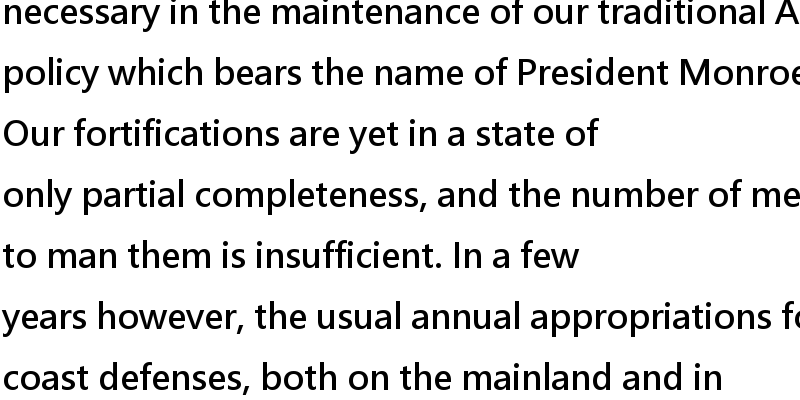 necessary in the maintenance of our traditional
policy which bears the name of President Monroe
Our fortifications are yet in a state of
only partial completeness, and the number of
to man them is insufficient. In a few
years however, the usual annual appropriations
coast defenses, both on the mainland and in